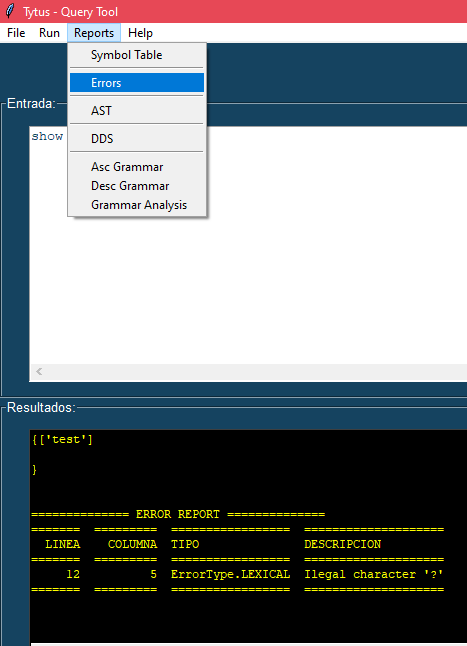 Tytus - Query Tool
File Run Reports Help
Symbol Table
Errors
AST
DDS
Asc Grammar
Desc Grammar
Grammar Analysis
Entrada:
show
Resultados:
{['test']
}
============== ERROR REPORT ==============
======= ========= ================= ====================
LINEA COLUMNA TIPO DESCRIPCION
======= ========= ================= ====================
12 5 ErrorType.LEXICAL Ilegal character '?'
======= ========= ================= ====================